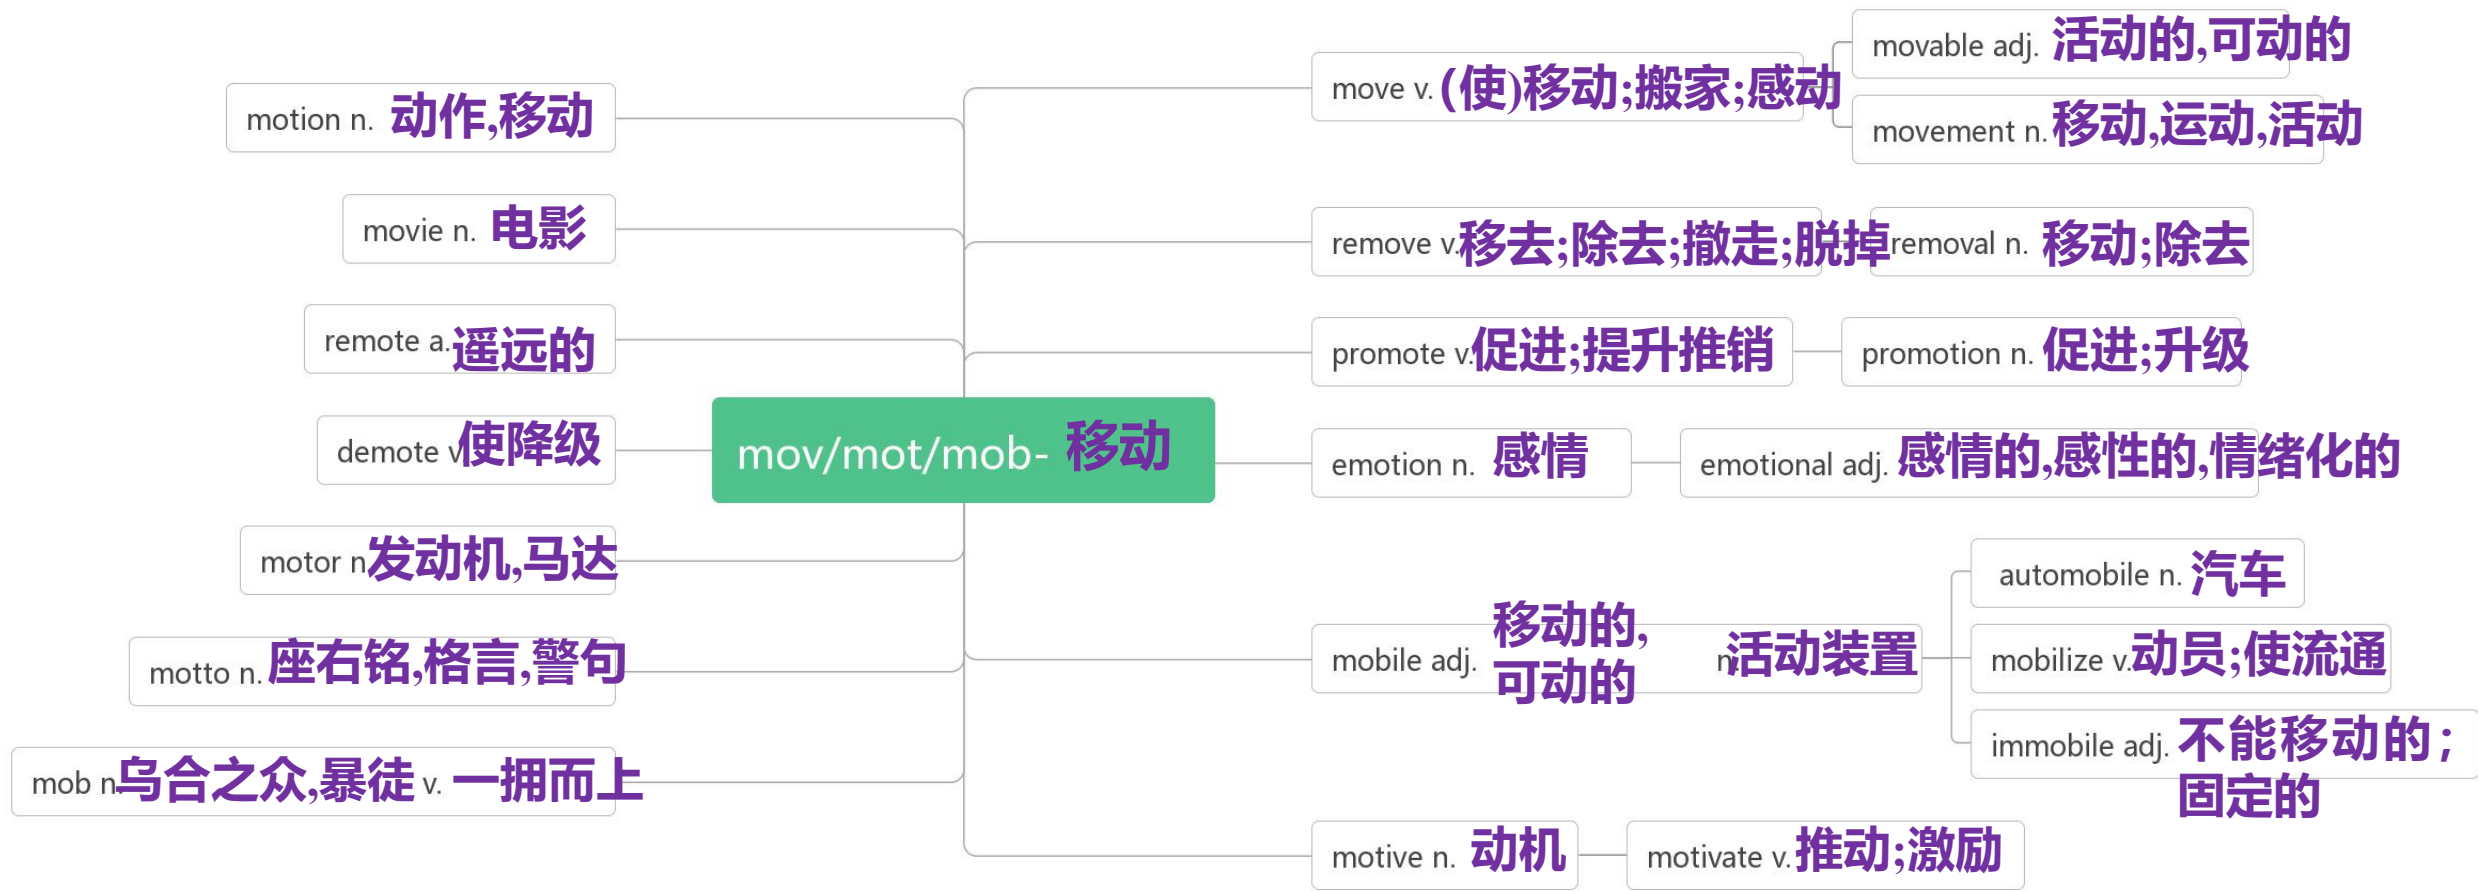 motion n. 动作,移动
movie n. 电影
remote a.遥远的
demote v使降级
motor n发动机,马达
motto n. 座右铭,格言,警句
mob n.乌合之众,暴徒 v. 一拥而上
mov/mot/mob- 移动
move v. (使)移动;搬家;感动
movable adj. 活动的,可动的
movement n. 移动,运动,活动
remove v.移去;除去;撤走;脱掉
removal n. 移动;除去
promote v.促进;提升推销
promotion n. 促进;升级
emotion n. 感情
emotional adj. 感情的,感性的,情绪化的
mobile adj. 移动的,
可动的
n.活动装置
automobile n. 汽车
mobilize v.动员;使流通
immobile adj. 不能移动的；
固定的
motive n. 动机
motivate v.推动;激励